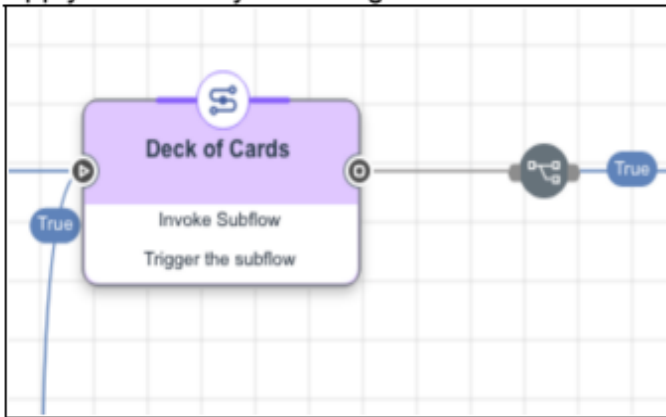 Deck of Cards
True
Invoke Subflow
True
Trigger the subflow